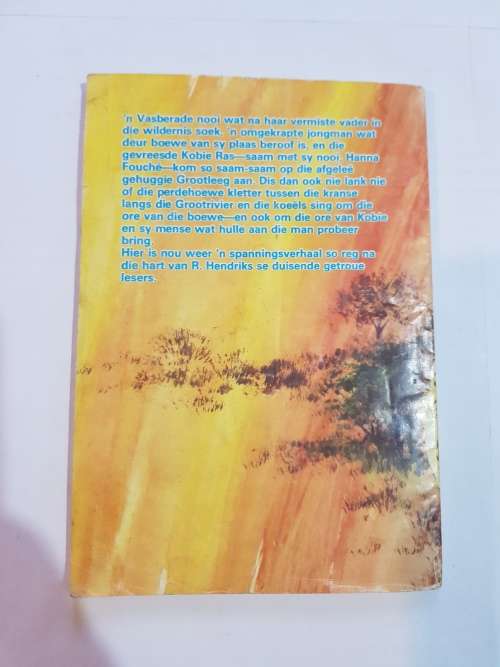 'n Vasberade nooi wat na haar vermiste vader in
die wildernis soek, 'n omgekrapte jongman wat
deur boewe van sy plaas beroof is, en die
gevreesde Kobie Ras—saam met sy nooi, Hanna
Fouché—kom so saam-saam op die afgeleë
gehuggie Grootleeg aan. Dis dan ook nie lank nie
of die perdehoewe kletter tussen die kranse
langs die Grootrivier en die koeëls sing om die
ore van die boewe—en ook om die ore van Kobie
en sy mense wat hulle aan die man probeer
bring.
Hier is nou weer 'n spanningsverhaal so reg na
die hart van R. Hendriks se duisende getroue
lesers.